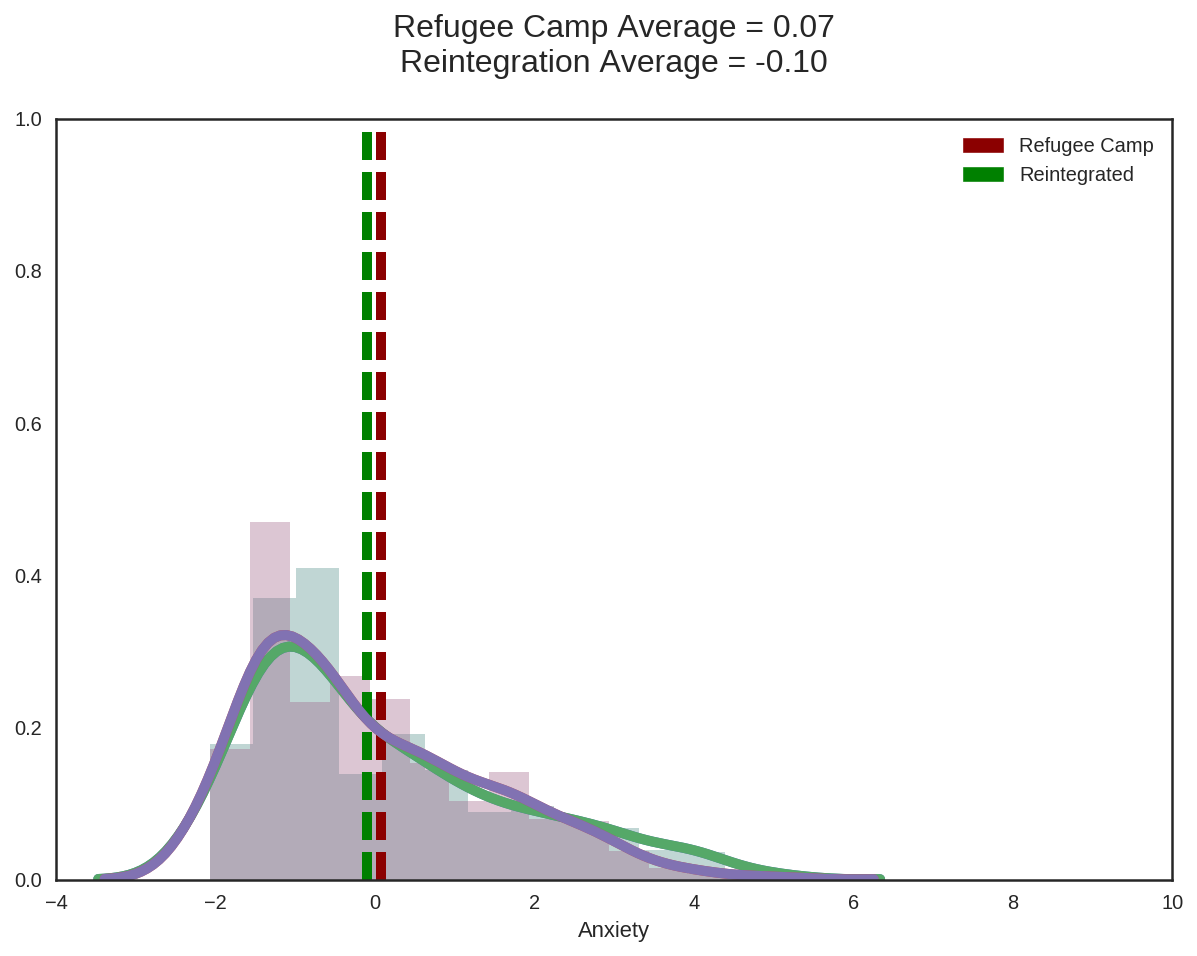 Refugee Camp Average = 0.07
Reintegration Average = -0.10
1.0
0.8
0.6
0.4
0.2
0.0
Refugee Camp
Reintegrated
−4
−2
0
2
4
6
8
10
Anxiety